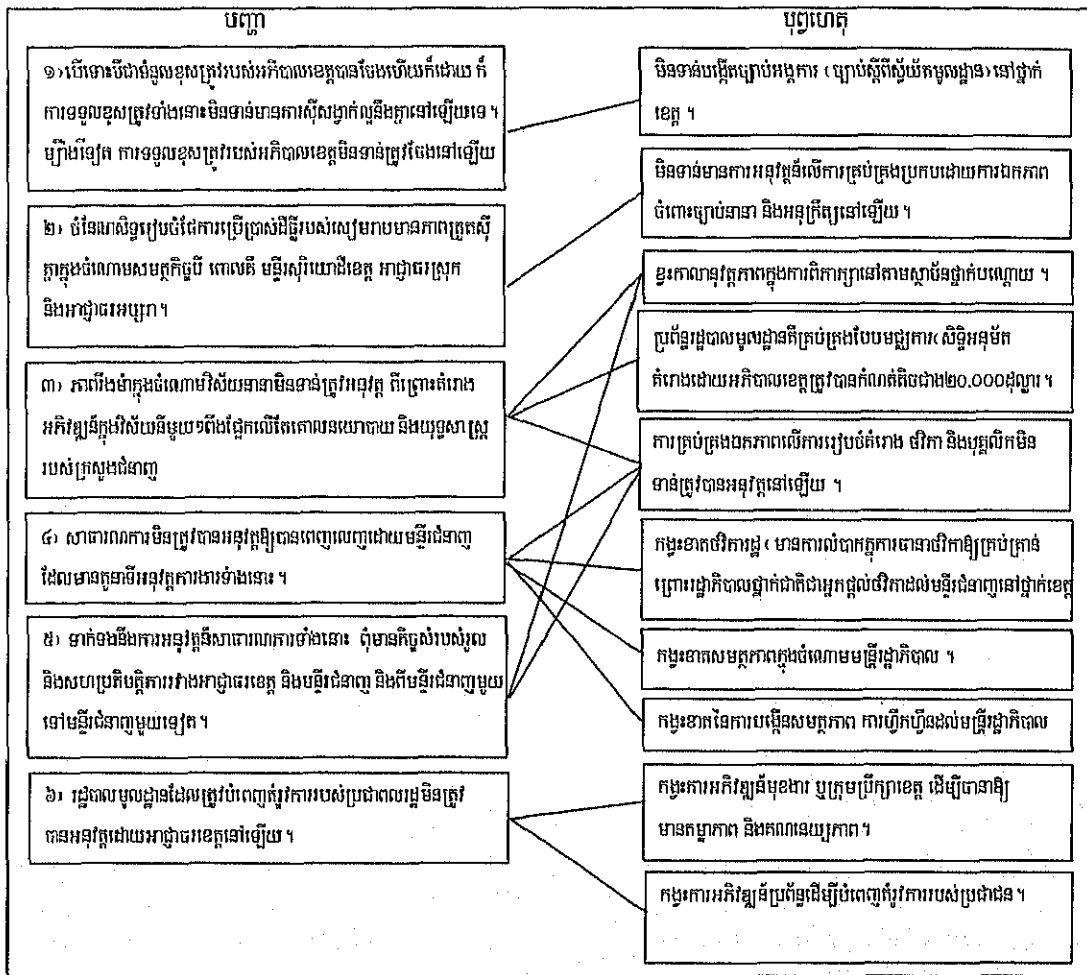 បញ្ហា
១) បើទោះបីជាទំនួលខុសត្រូវរបស់អភិបាលខេត្តបានចែងហើយក៏ដោយ ក៏
ការទទួលខុសត្រូវទាំងនោះមិនទាន់មានការស៊ីសង្វាក់លួនឹងគ្នានៅឡើយទេ។
ម្យ៉ាងទៀត ការទទួលខុសត្រូវរបស់អភិបាលខេត្តមិនទាន់ត្រូវចែងនៅឡើយ
២) ចំនែណសិទ្ធរៀបចំផែការប្រើប្រាស់ដីធ្លីរបស់សៀមរាបមានភាពត្រួតស៊ី
គ្នាក្នុងចំណោមសមត្ថកិច្ចបី ពោលគឺ មន្ទីរសុរិយោដីខេត្ត អាជ្ញាធរស្រុក
និងអាជ្ញាធរអប្សរា។
៣) ភាពរឹងមាំក្នុងចំណោមវិស័យនានាមិនទាន់ត្រូវអនុវត្ត ពីព្រោះគំរោង
អភិវឌ្ឍន៍ក្នុងវិស័យនីមួយៗពឹងផ្អែកលើតែគោលនយោបាយ និងយុទ្ធសាស្ត្រ
របស់ក្រសួងជំនាញ
៤) សាធារណការមិនត្រូវបានអនុវត្តឱ្យបានពេញលេញដោយមន្ទីរជំនាញ
ដែលមានតួនាទីអនុវត្តការងារទាំងនោះ។
៥) ទាក់ទងនឹងការអនុវត្តនីសាធារណការទាំងនោះ ពុំមានកិច្ចសំរបសំរួល
និងសហប្រតិបត្តិការរវាងអាជ្ញាធរខេត្ត និងមន្ទីរជំនាញ និងពីមន្ទីរជំនាញមួយ
ទៅមន្ទីរជំនាញមួយទៀត។
៦) រដ្ឋបាលមូលដ្ឋានដែលត្រូវបំពេញតំរូវការរបស់ប្រជាពលរដ្ឋមិនត្រូវ
បានអនុវត្តដោយអាជ្ញាធរខេត្តនៅឡើយ។
បុព្វហេតុ
មិនទាន់បង្កើតច្បាប់អង្គការ (ច្បាប់ស្តីពីស្វ័យ័តមូលដ្ឋាន) នៅថ្នាក់
ខេត្ត ។
មិនទាន់មានការអនុវត្តន៍លើការគ្រប់គ្រងប្រកបដោយការឯកភាព
ចំពោះច្បាប់នានា និងអនុក្រឹត្យនៅឡើយ។
ខ្វះកាលានុវត្តភាពក្នុងការពិភាក្សានៅតាមស្ថាប័នថ្នាក់បណ្តោយ ។
ប្រព័ន្ធរដ្ឋបាលមូលដ្ឋានគឺគ្រប់គ្រងបែបមជ្ឈការ( សិទ្ធិអនុម័ត
គំរោងដោយអភិបាលខេត្តត្រូវបានកំណត់តិចជាង២០.០០០ដុល្លារ។
ការគ្រប់គ្រងឯកភាពលើការរៀបចំគំរោង ថវិកា និងបុគ្គលិកមិន
ទាន់ត្រូវបានអនុវត្តនៅឡើយ ។
កង្វះខាតថវិការដ្ឋ ( មានការលំបាកក្នុការធានាថវិកាឱ្យគ្រប់គ្រាន់
ព្រោះរដ្ឋាភិបាលថ្នាក់ជាតិជាអ្នកផ្តល់ថវិកាដល់មន្ទីរជំនាញនៅថ្នាក់ខេត្ត
កង្វះខាតសមត្ថភាពក្នុងចំណោមមន្ត្រីរដ្ឋាភិបាល ។
កង្វះខាតនៃការបង្កើនសមត្ថភាព ការហ្វឹកហ្វឺនដល់មន្ត្រីរដ្ឋាភិបាល
កង្វះការអភិវឌ្ឍន៍មុខងារ ឬក្រុមប្រឹក្សាខេត្ត ដើម្បីធានាឱ្យ
មានតម្លាភាព និងគណនេយ្យភាព។
កង្វះការអភិវឌ្ឍន៍ប្រព័ន្ធដើម្បីបំពេញតំរូវការរបស់ប្រជាជន។